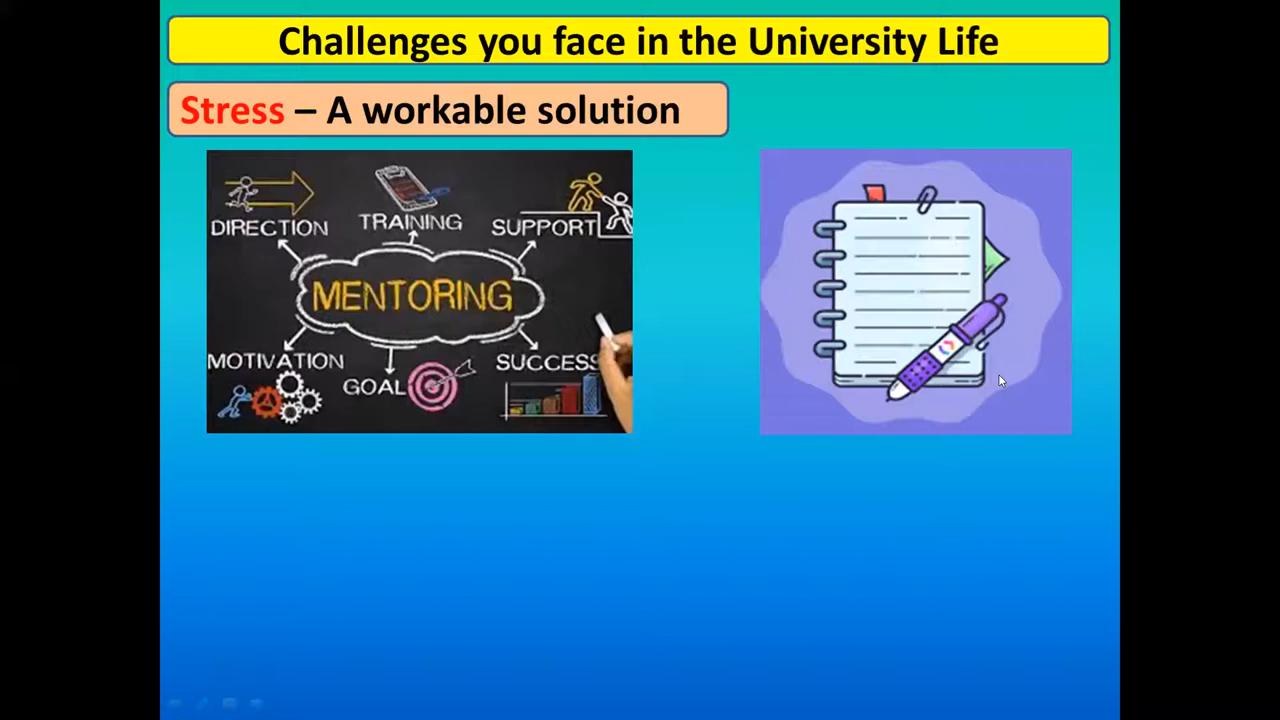 Challenges you face in the University Life
Stress – A workable solution
DIRECTION
TRAINING
SUPPORT
MENTORING
MOTIVATION
GOAL
SUCCESS